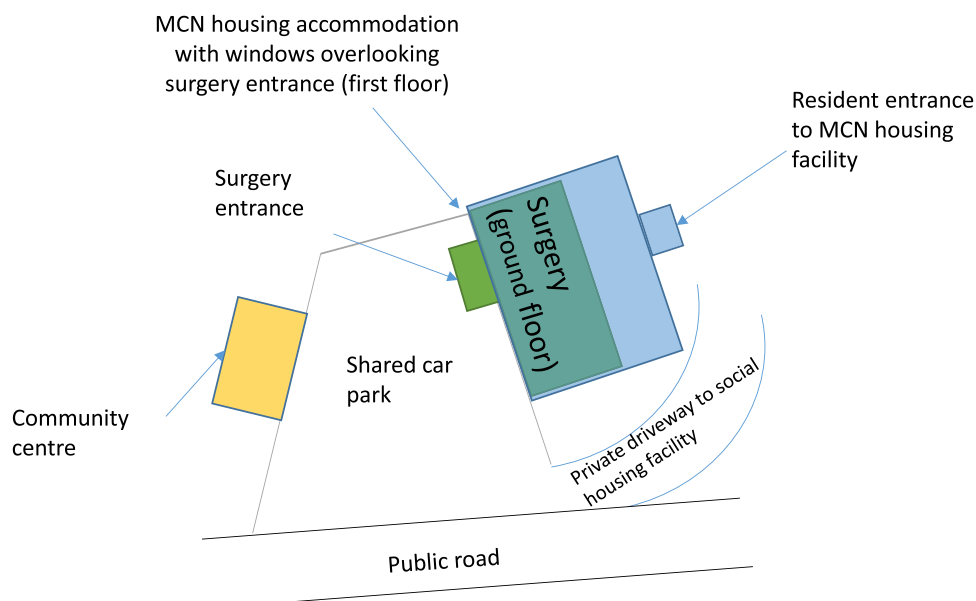 MCN housing accommodation
with windows overlooking
surgery entrance (first floor)
Resident entrance
to MCN housing
facility
Surgery
entrance
Surgery
(ground floor)
Shared car
park
Community
centre
Private driveway to social
housing facility
Public road